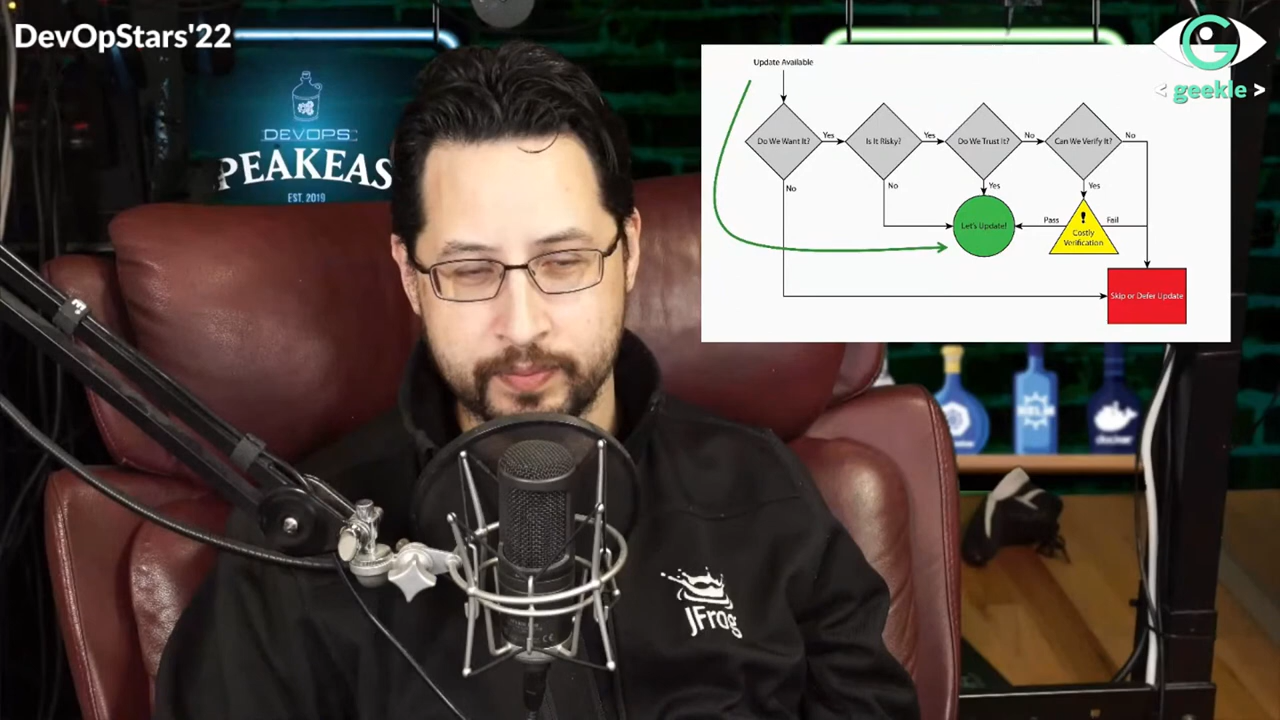 DevOpStars'22
DEVOPS
PEAKEAS
EST. 2019
JFrog
Update Available
Do We Want It?
Yes
Is It Risky?
Yes
Do We Trust It?
No
Can We Verify It?
No
No
No
Yes
Yes
Let's Update!
Pass
!
Costly
Verification
Fail
Skip or Defer Update
G
< geekle >
HELM
docker